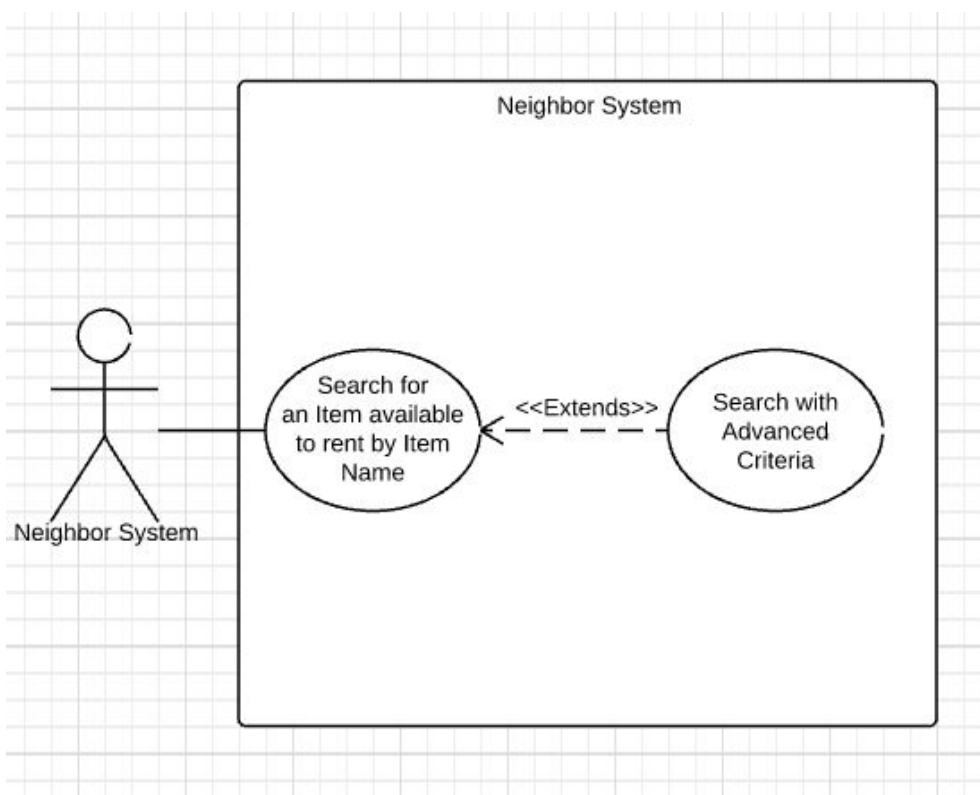 Neighbor System
Search for
an Item available
to rent by Item
Name
<<Extends>>
Search with
Advanced
Criteria
Neighbor System